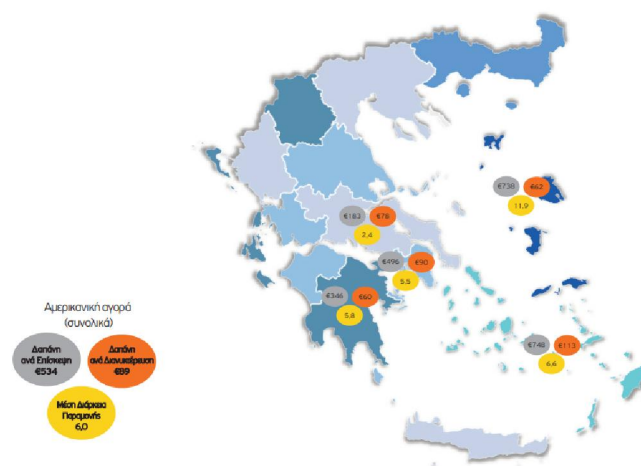 €738
€62
11,9
€183
€78
2,4
€496
€90
5,5
€346
€60
5,8
Αμερικανική αγορά
(συνολικά)
Δαπάνη
ανά Επίσκεψη
€534
Δαπάνη
ανά Διανυκτέρευση
€89
€748
€113
6,6
Μέση Διάρκεια
Παραμονής
6,0